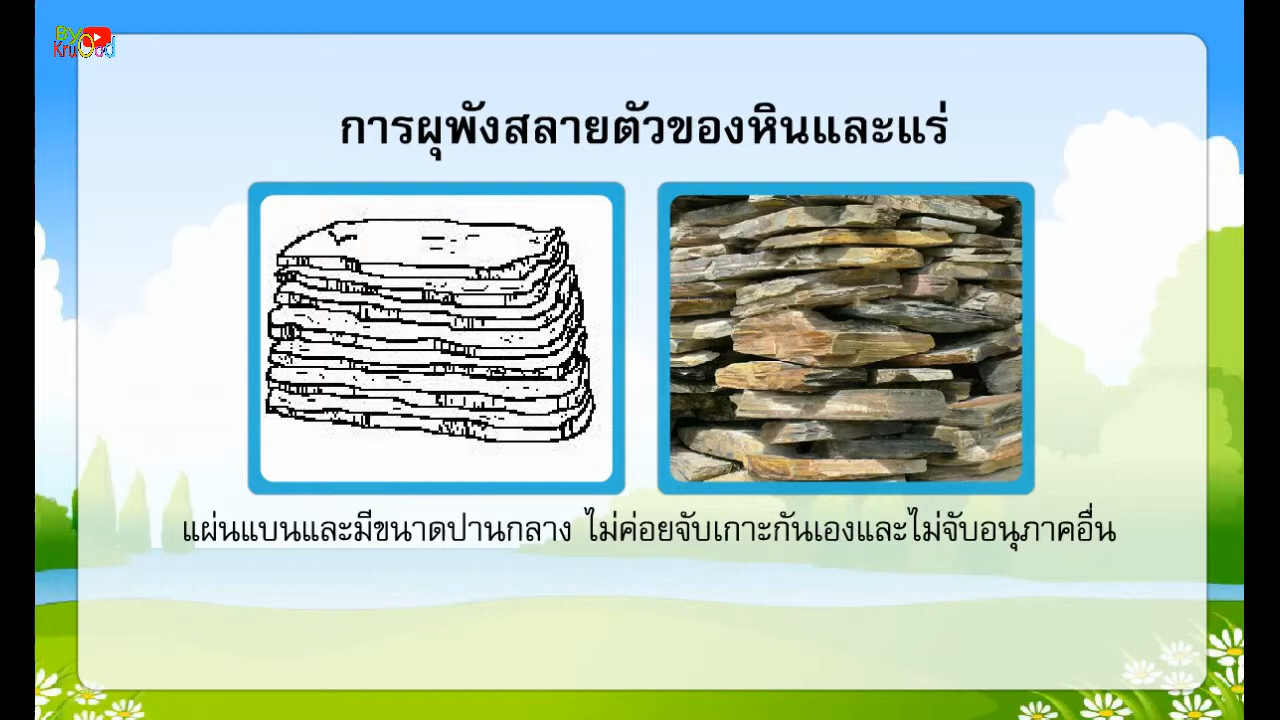 By
KruOod
การผุพังสลายตัวของหินและแร่
แผ่นแบนและมีขนาดปานกลาง ไม่ค่อยจับเกาะกันเองและไม่จับอนุภาคอื่น